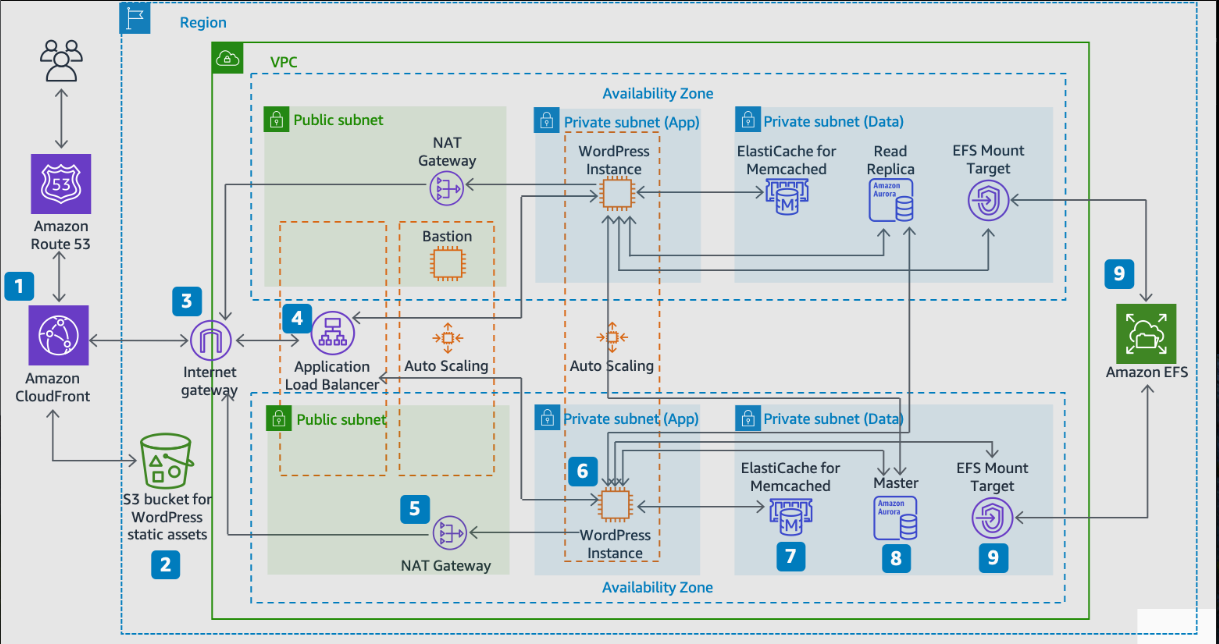 Region
VPC
Availability Zone
Public subnet
Private subnet (App)
Private subnet (Data)
NAT
Gateway
WordPress
Instance
ElastiCache for
Memcached
Read
Replica
Amazon
Aurora
EFS Mount
Target
53
Amazon
Route 53
Bastion
1
3
4
9
Amazon
CloudFront
Internet
gateway
Application
Load Balancer
Auto Scaling
Auto Scaling
Amazon EFS
Public subnet
Private subnet (App)
Private subnet (Data)
M
S3 bucket for
WordPress
static assets
2
5
NAT Gateway
6
WordPress
Instance
ElastiCache for
Memcached
M
7
Master
Amazon
Aurora
8
EFS Mount
Target
9
Availability Zone